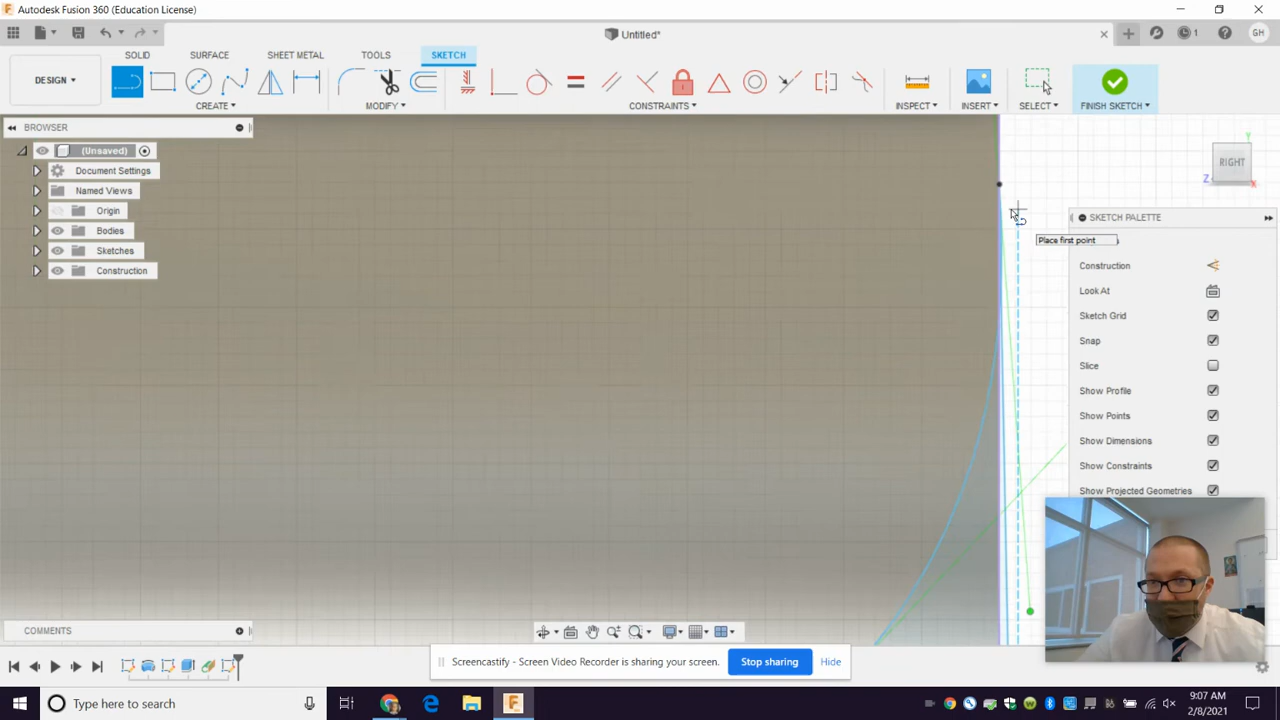 Autodesk Fusion 360 (Education License)
Untitled*
1
GH
SOLID SURFACE SHEET METAL TOOLS SKETCH
DESIGN
CREATE MODIFY CONSTRAINTS INSPECT INSERT SELECT FINISH SKETCH
BROWSER
(Unsaved)
Document Settings
Named Views
Origin
Bodies
Sketches
Construction
Y
RIGHT
Z
X
SKETCH PALETTE
Place first point
Construction
Look At
Sketch Grid
Snap
Slice
Show Profile
Show Points
Show Dimensions
Show Constraints
Show Projected Geometries
COMMENTS
Screencastify - Screen Video Recorder is sharing your screen.
Stop sharing
Hide
Type here to search
9:07 AM
2/8/2021